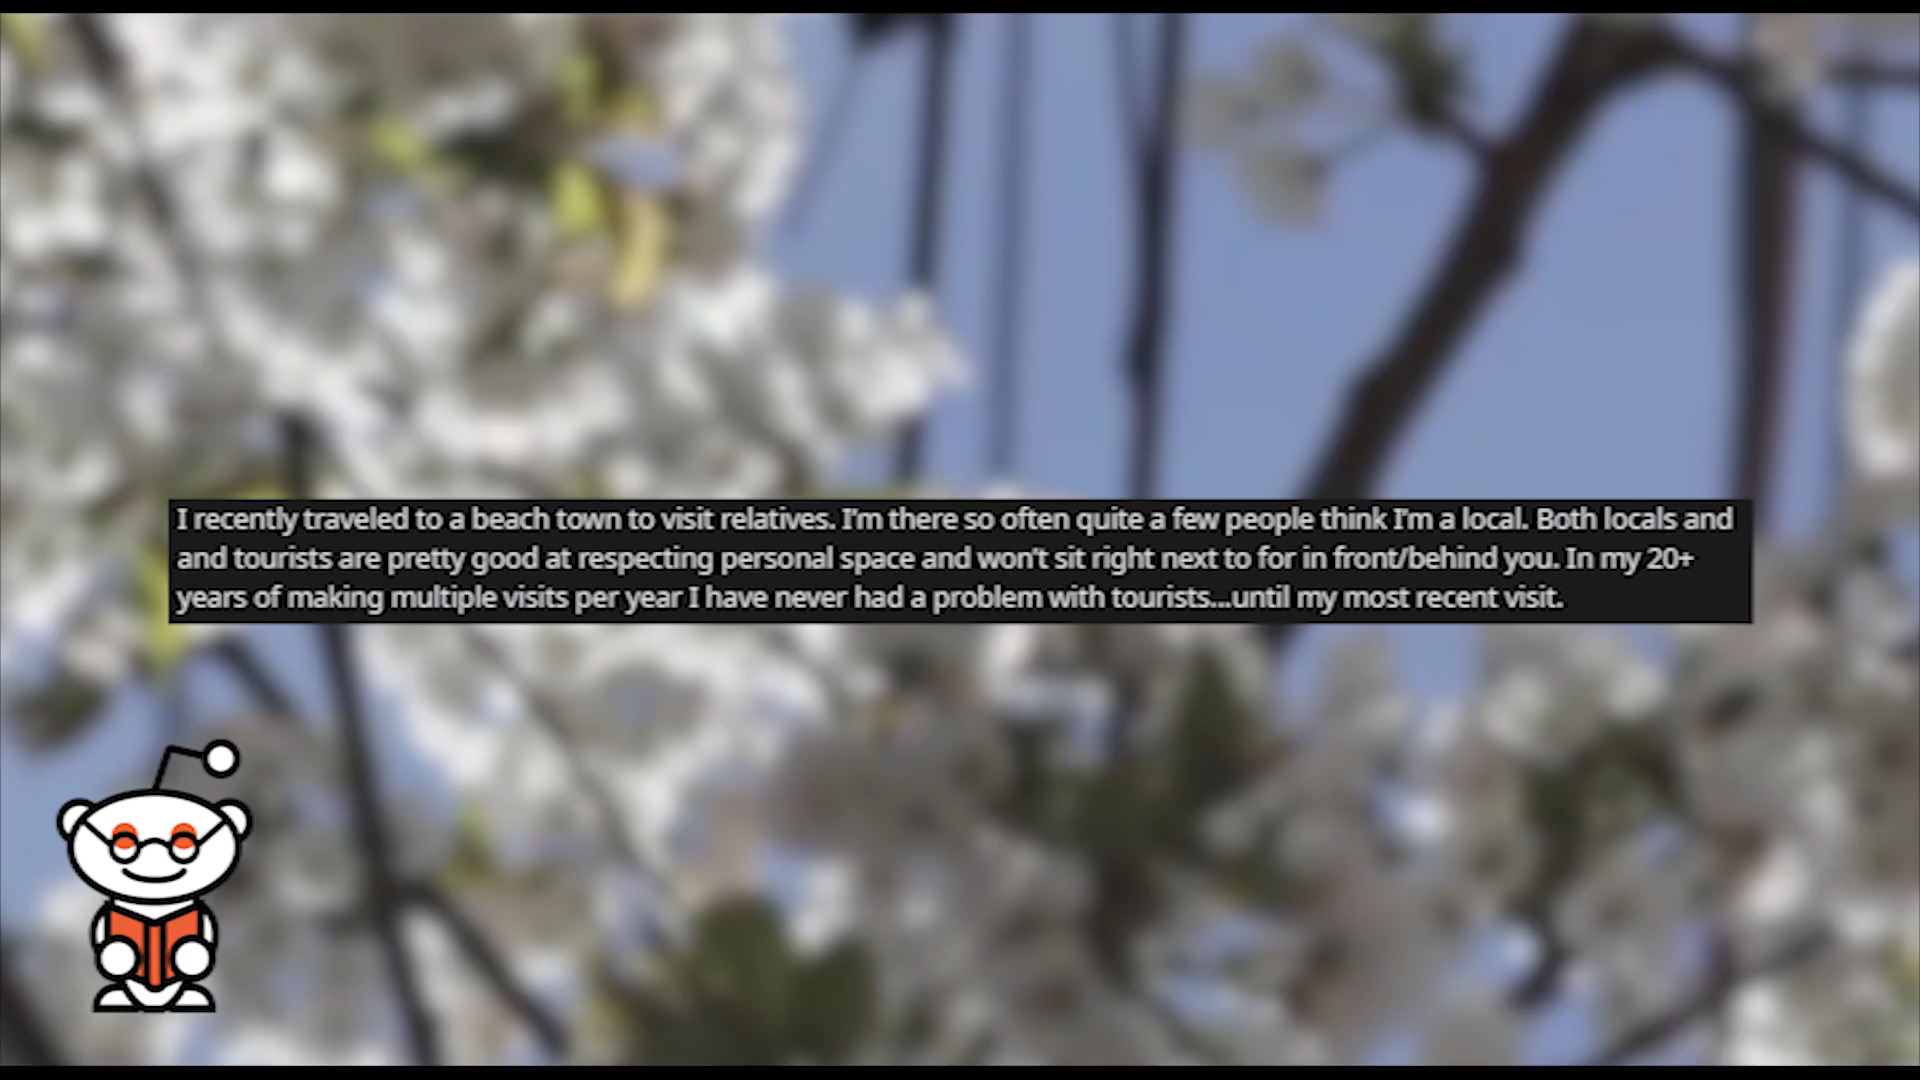 I recently traveled to a beach town to visit relatives. I'm there so often quite a few people think I'm a local. Both locals and
and tourists are pretty good at respecting personal space and won't sit right next to for in front/behind you. In my 20+
years of making multiple visits per year I have never had a problem with tourists...until my most recent visit.